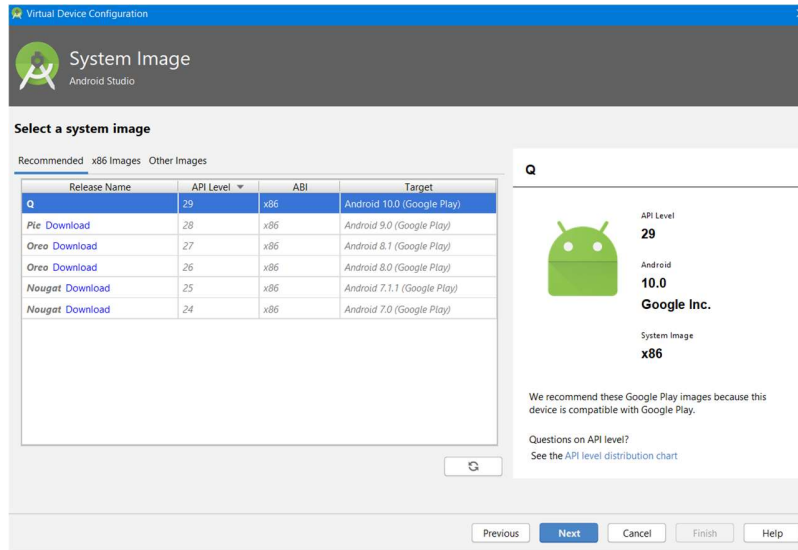 Virtual Device Configuration
System Image
Android Studio
Select a system image
Recommended x86 Images Other Images
Release Name API Level ABI Target
Q 29 x86 Android 10.0 (Google Play)
Pie Download 28 x86 Android 9.0 (Google Play)
Oreo Download 27 x86 Android 8.1 (Google Play)
Oreo Download 26 x86 Android 8.0 (Google Play)
Nougat Download 25 x86 Android 7.1.1 (Google Play)
Nougat Download 24 x86 Android 7.0 (Google Play)
Q
API Level
29
Android
10.0
Google Inc.
System Image
x86
We recommend these Google Play images because this
device is compatible with Google Play.
Questions on API level?
See the API level distribution chart
Previous Next Cancel Finish Help